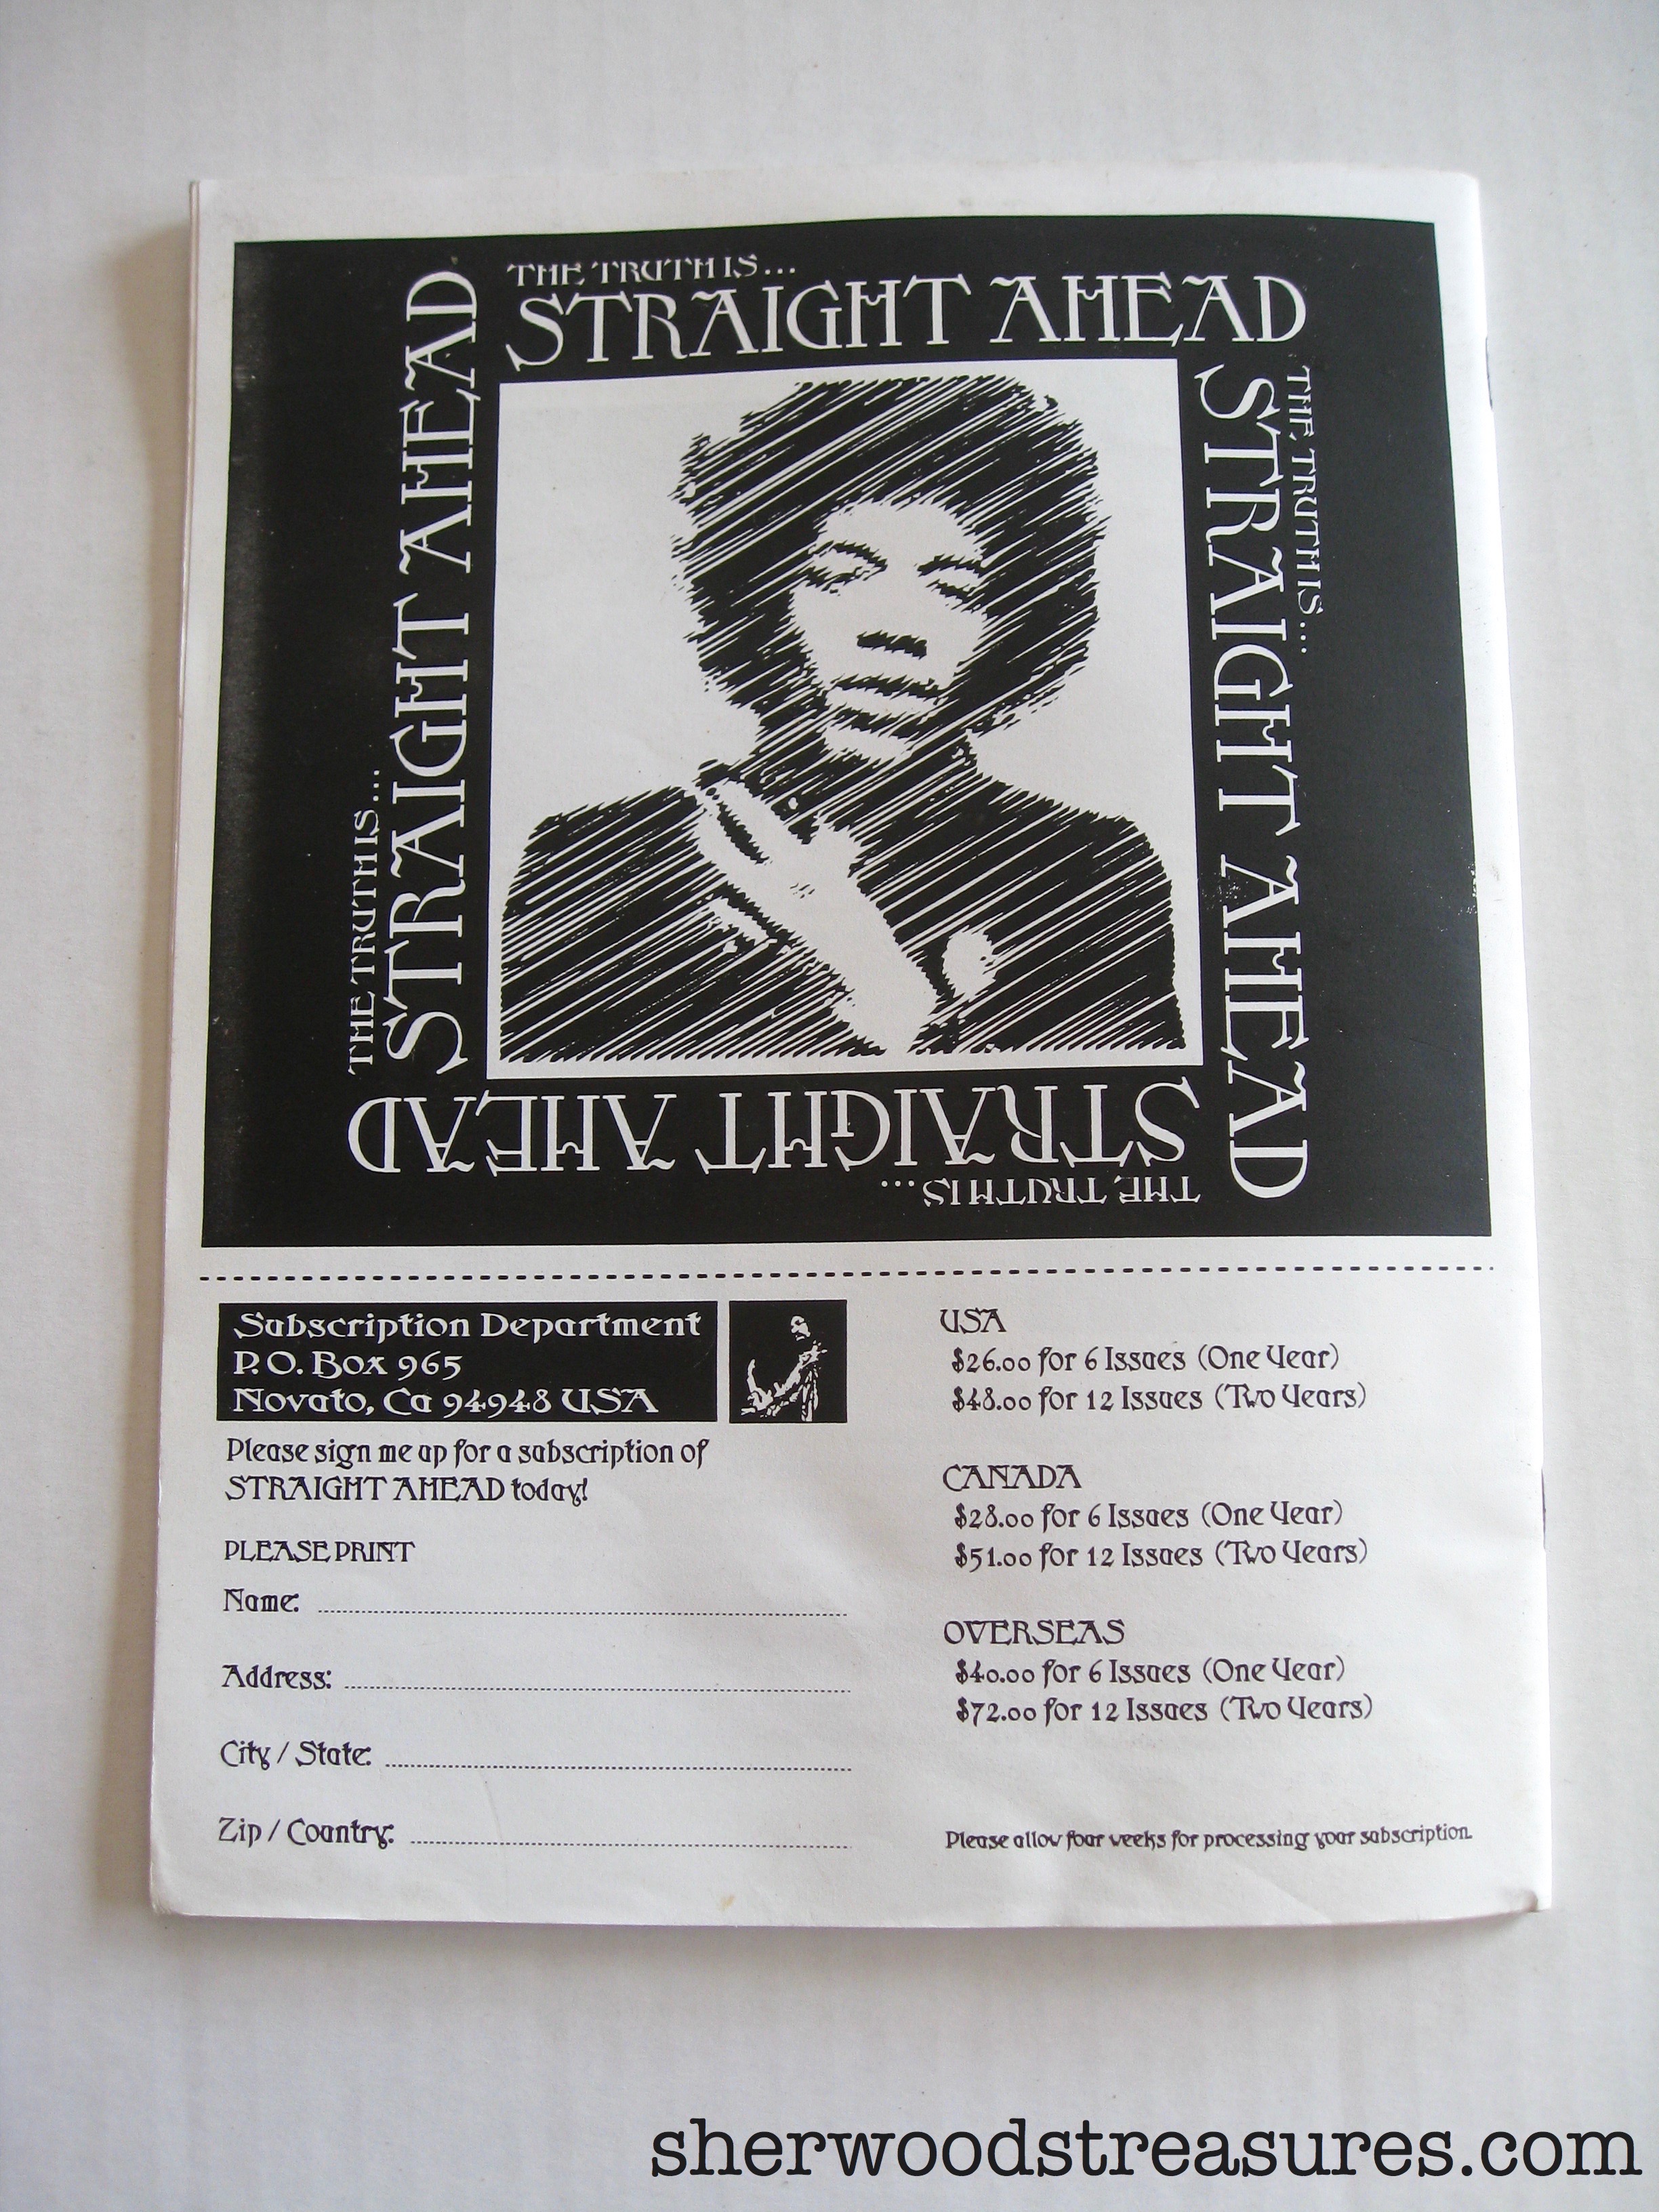 THE TRUTH IS...
STRAIGHT AHEAD
THE TRUTH IS...
STRAIGHT AHEAD
THE TRUTH IS...
STRAIGHT AHEAD
THE TRUTH IS...
STRAIGHT AHEAD
Subscription Department
P.O. Box 965
Novato, Ca 94948 USA
Please sign me up for a subscription of
STRAIGHT AHEAD today!
PLEASE PRINT
Name:
Address:
City / State:
Zip / Country:
USA
$26.00 for 6 Issues (One Year)
$48.00 for 12 Issues (Two Years)
CANADA
$28.00 for 6 Issues (One Year)
$51.00 for 12 Issues (Two Years)
OVERSEAS
$40.00 for 6 Issues (One Year)
$72.00 for 12 Issues (Two Years)
Please allow four weeks for processing your subscription.
sherwoodstreasures.com